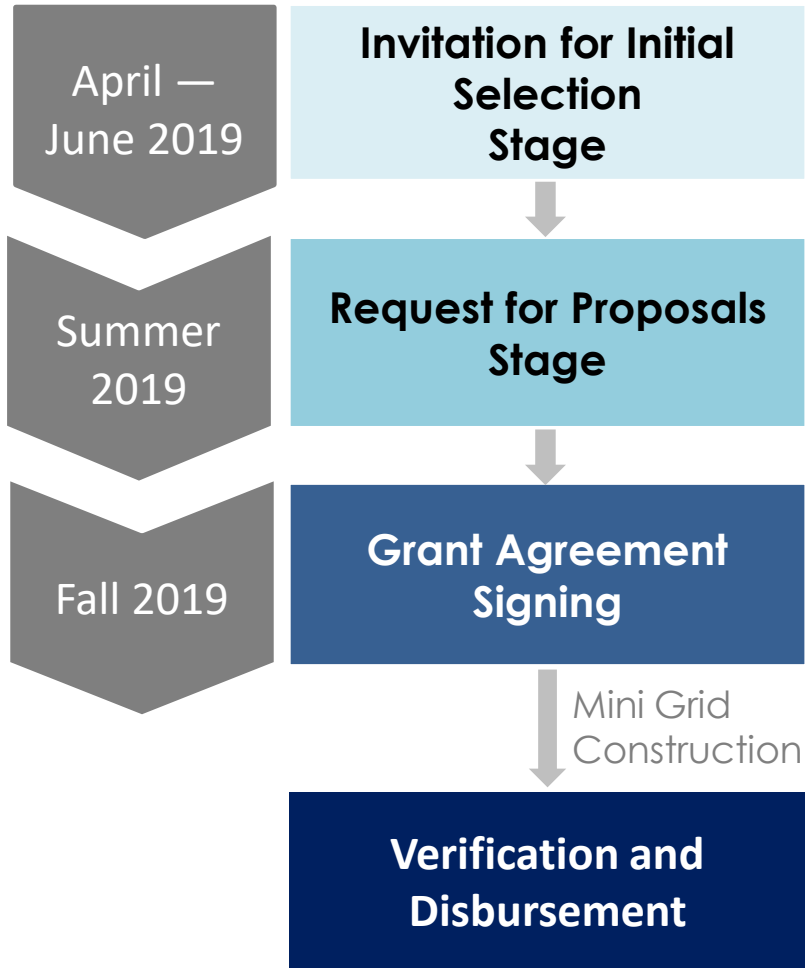 April —
June 2019
Invitation for Initial
Selection
Stage
Summer
2019
Request for Proposals
Stage
Fall 2019
Grant Agreement
Signing
Mini Grid
Construction
Verification and
Disbursement